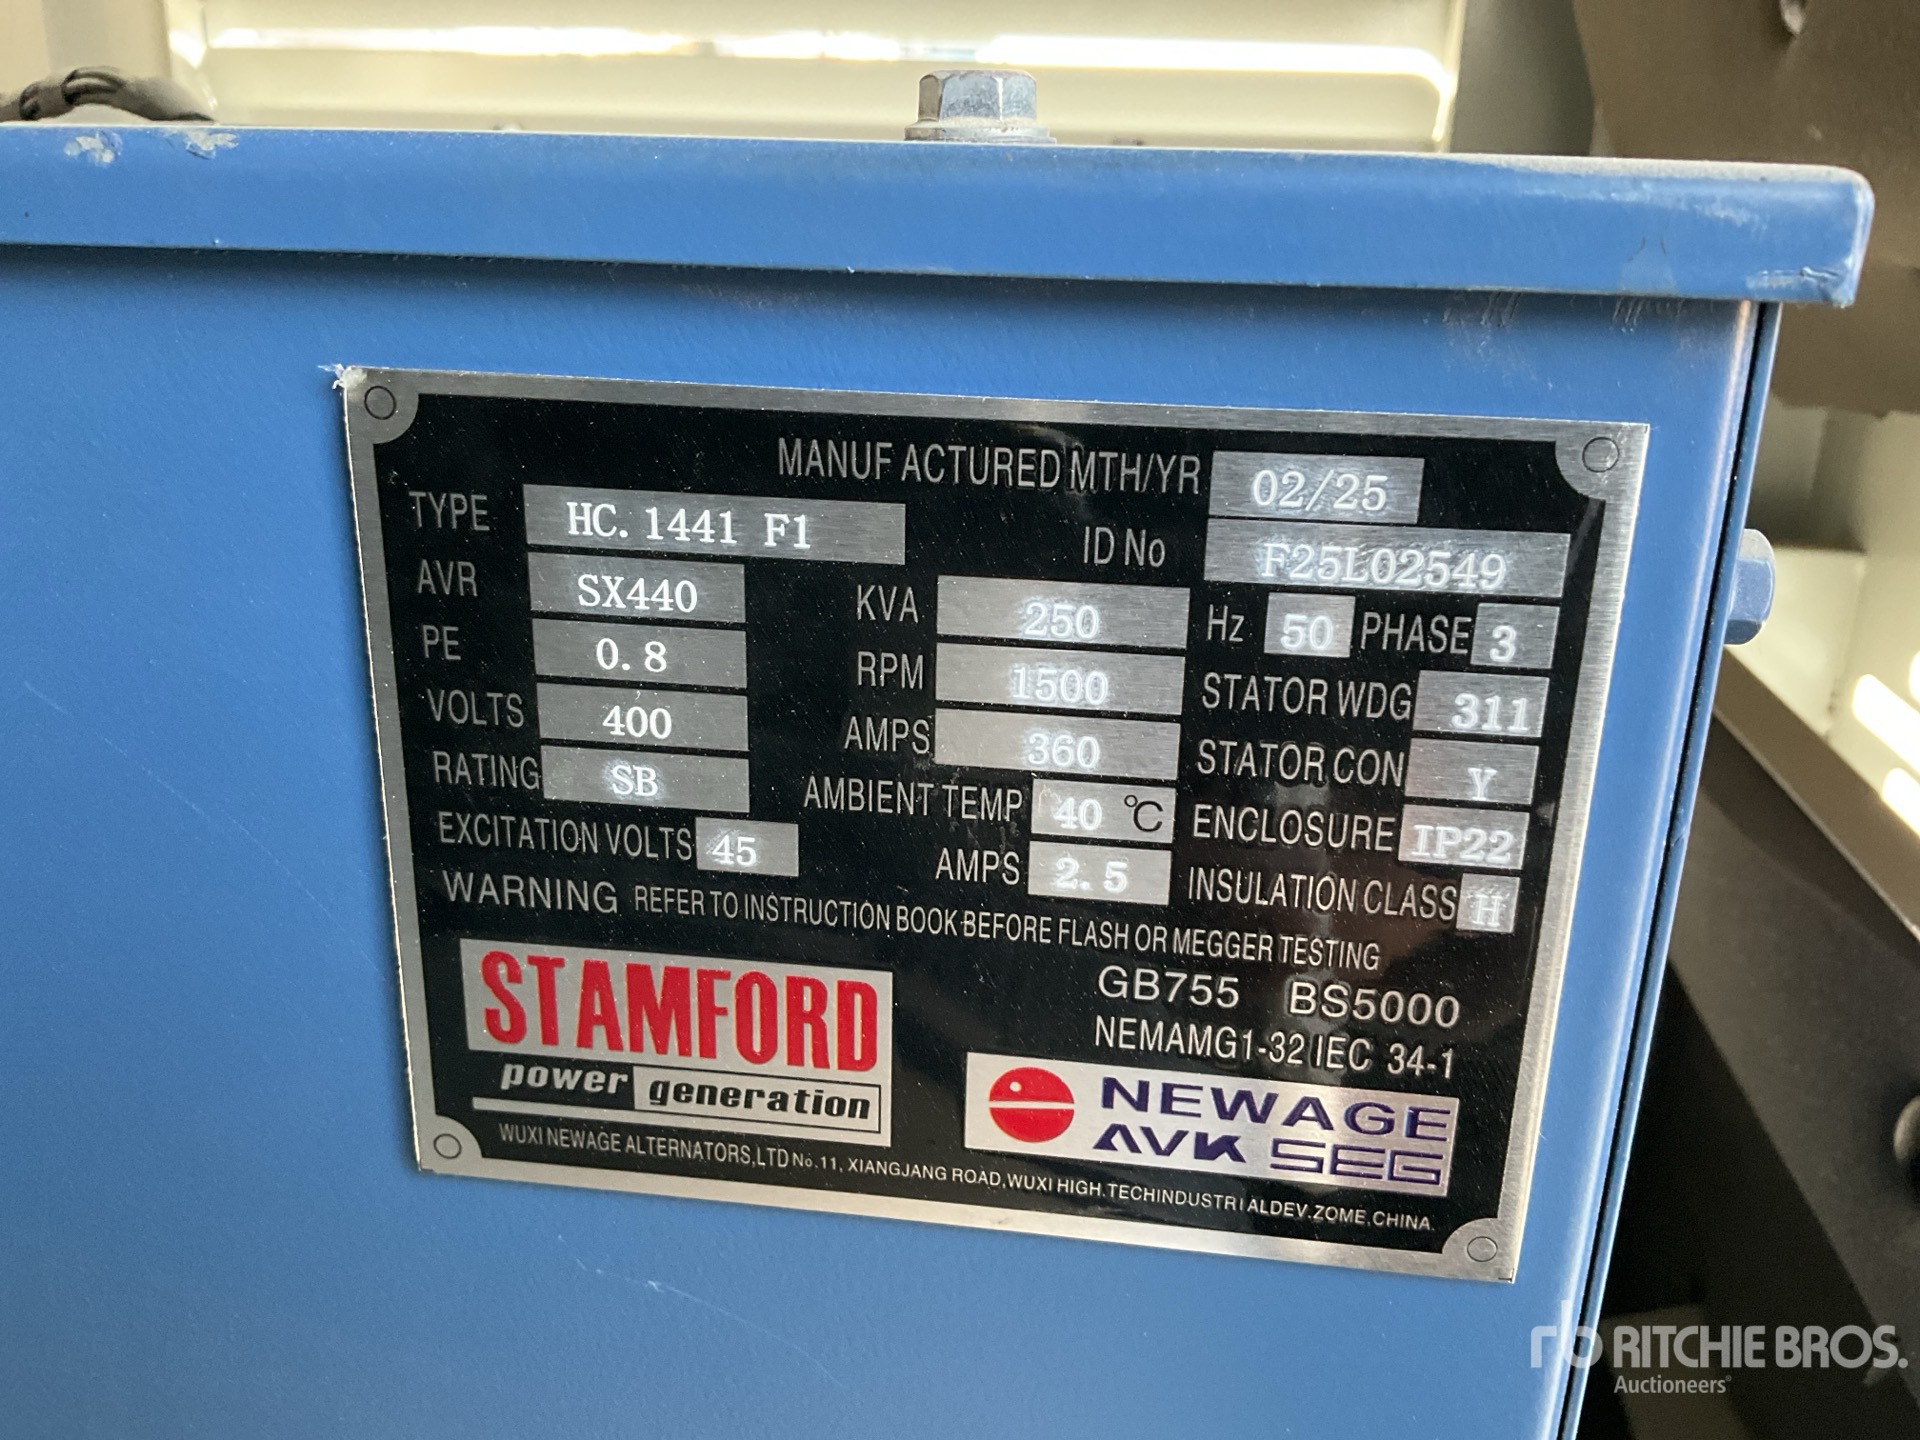 MANUF ACTURED MTH/YR 02/25
TYPE HC. 1441 F1 ID No F25L02549
AVR SX440 KVA 250 Hz 50 PHASE 3
PE 0.8 RPM 1500 STATOR WDG 311
VOLTS 400 AMPS 360 STATOR CON Y
RATING SB AMBIENT TEMP 40 °C ENCLOSURE IP22
EXCITATION VOLTS 45 AMPS 2.5 INSULATION CLASS H
WARNING REFER TO INSTRUCTION BOOK BEFORE FLASH OR MEGGER TESTING
GB755 BS5000
NEMAMG1-32 IEC 34-1
STAMFORD
power generation
NEWAGE
AVK SEG
WUXI NEWAGE ALTERNATORS,LTD No.11, XIANGJANG ROAD,WUXI HIGH.TECHINDUSTRIALDEV.ZOME,CHINA.
rb RITCHIE BROS.
Auctioneers